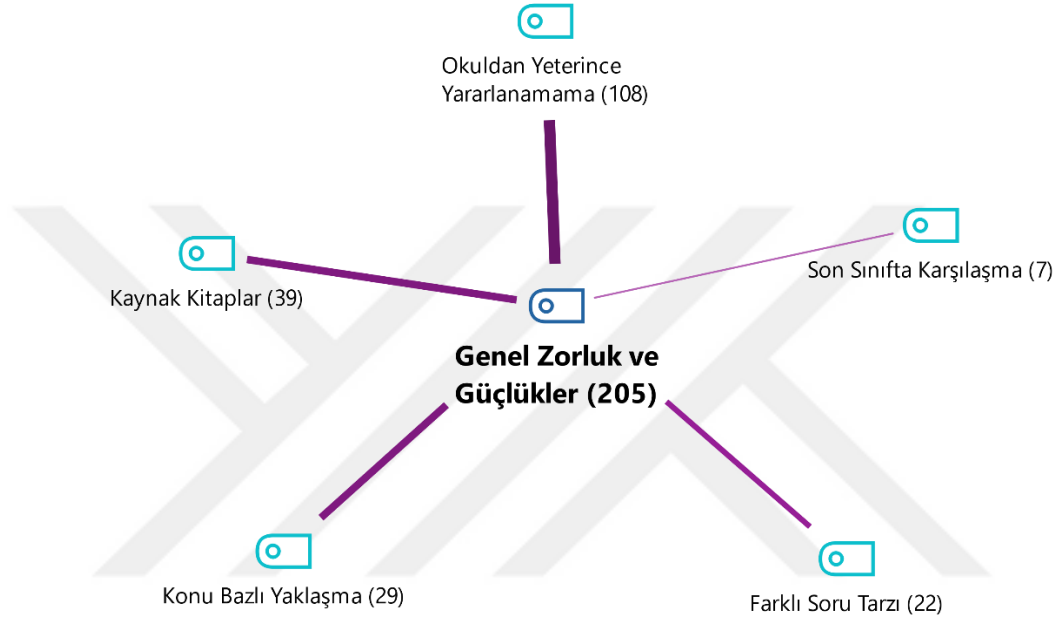 Okuldan Yeterince
Yararlanamama (108)
Son Sınıfta Karşılaşma (7)
Kaynak Kitaplar (39)
Genel Zorluk ve
Güçlükler (205)
Konu Bazlı Yaklaşma (29)
Farklı Soru Tarzı (22)